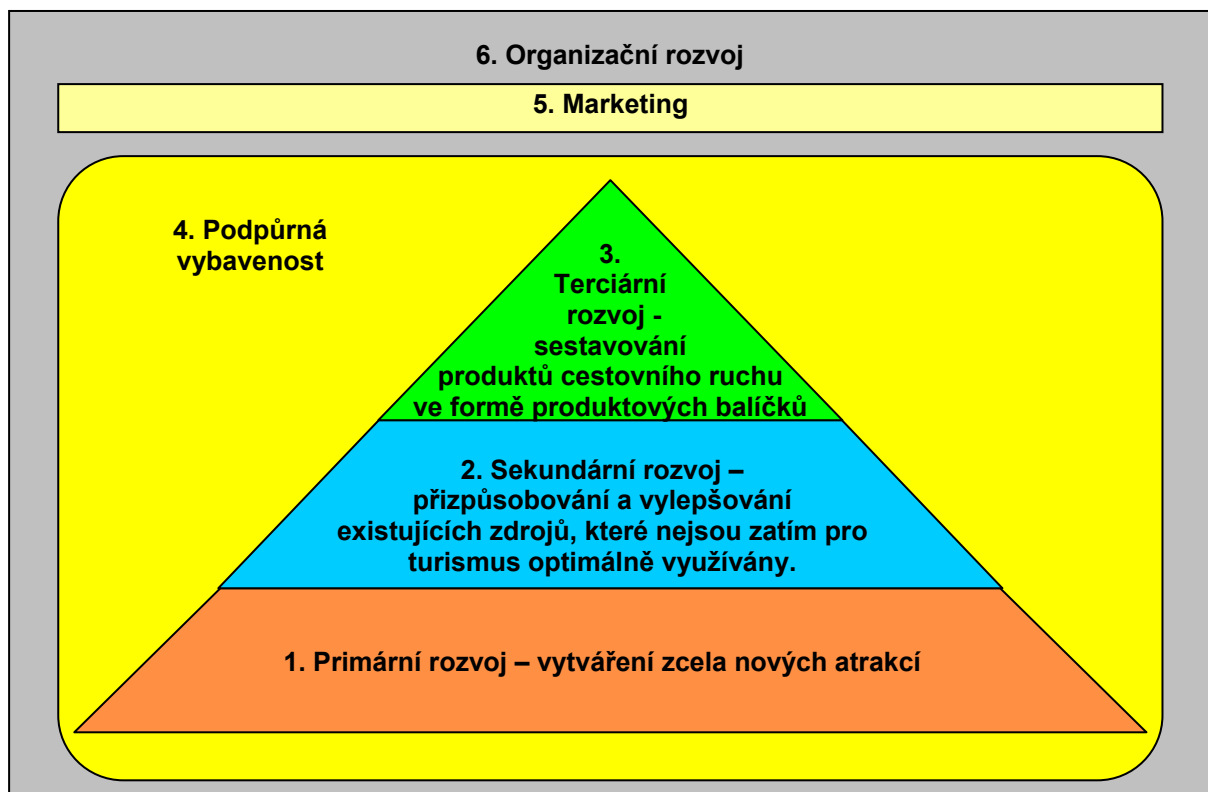 6. Organizační rozvoj
5. Marketing
4. Podpůrná
vybavenost
3.
Terciární
rozvoj -
sestavování
produktů cestovního ruchu
ve formě produktových balíčků
2. Sekundární rozvoj –
přizpůsobování a vylepšování
existujících zdrojů, které nejsou zatím pro
turismus optimálně využívány.
1. Primární rozvoj – vytváření zcela nových atrakcí